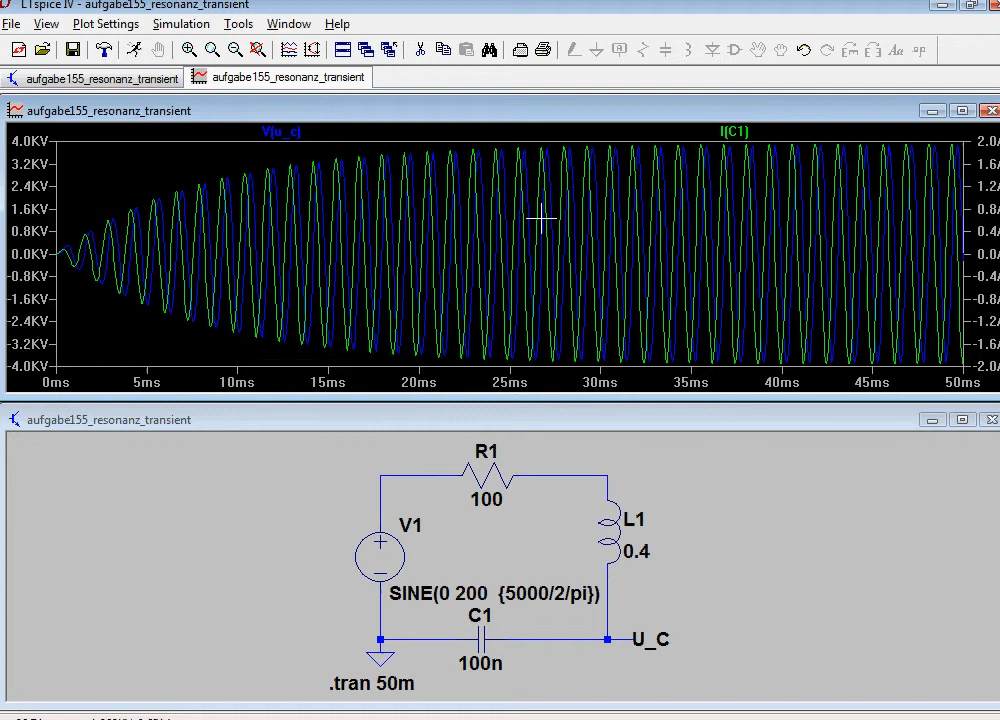 LTspice IV - aufgabe155_resonanz_transient
File View Plot Settings Simulation Tools Window Help
aufgabe155_resonanz_transient aufgabe155_resonanz_transient
aufgabe155_resonanz_transient
V(u_c) I(C1)
4.0KV
3.2KV
2.4KV
1.6KV
0.8KV
0.0KV
-0.8KV
-1.6KV
-2.4KV
-3.2KV
-4.0KV
2.0A
1.6A
1.2A
0.8A
0.4A
0.0A
-0.4A
-0.8A
-1.2A
-1.6A
-2.0A
0ms 5ms 10ms 15ms 20ms 25ms 30ms 35ms 40ms 45ms 50ms
aufgabe155_resonanz_transient
R1
100
V1
L1
0.4
SINE(0 200 {5000/2/pi})
C1
100n
U_C
.tran 50m